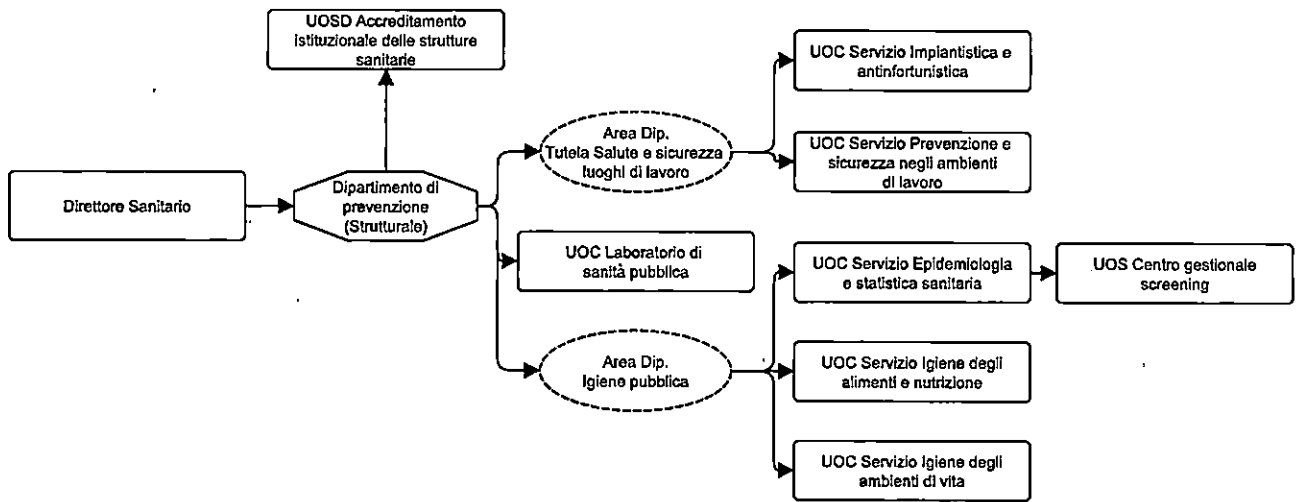 UOSD Accreditamento
istituzionale delle strutture
sanitarie
Direttore Sanitario
Dipartimento di
prevenzione
(Strutturale)
Area Dip.
Tutela Salute e sicurezza
luoghi di lavoro
UOC Servizio Impiantistica e
antinfortunistica
UOC Servizio Prevenzione e
sicurezza negli ambienti
di lavoro
UOC Laboratorio di
sanità pubblica
Area Dip.
Igiene pubblica
UOC Servizio Epidemiologia
e statistica sanitaria
UOS Centro gestionale
screening
UOC Servizio Igiene degli
alimenti e nutrizione
UOC Servizio Igiene degli
ambienti di vita